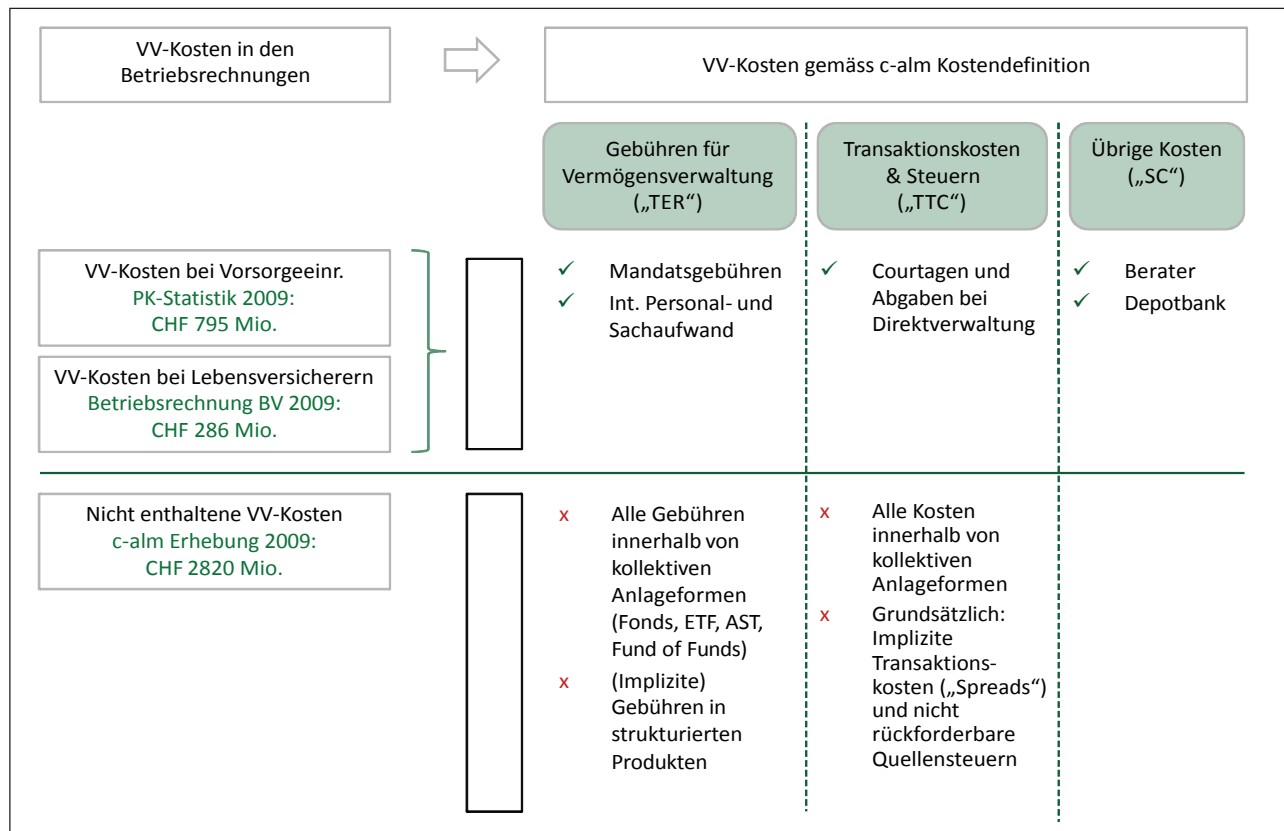 VV-Kosten in den
Betriebsrechnungen
VV-Kosten gemäss c-alm Kostendefinition
Gebühren für
Vermögensverwaltung
(„TER“)
Transaktionskosten
& Steuern
(„TTC“)
Übrige Kosten
(„SC“)
VV-Kosten bei Vorsorgeeinr.
PK-Statistik 2009:
CHF 795 Mio.
VV-Kosten bei Lebensversicherern
Betriebsrechnung BV 2009:
CHF 286 Mio.
✓ Mandatsgebühren
✓ Int. Personal- und
Sachaufwand
✓ Courtagen und
Abgaben bei
Direktverwaltung
✓ Berater
✓ Depotbank
Nicht enthaltene VV-Kosten
c-alm Erhebung 2009:
CHF 2820 Mio.
x Alle Gebühren
innerhalb von
kollektiven
Anlageformen
(Fonds, ETF, AST,
Fund of Funds)
x (Implizite)
Gebühren in
strukturierten
Produkten
x Alle Kosten
innerhalb von
kollektiven
Anlageformen
x Grundsätzlich:
Implizite
Transaktions-
kosten („Spreads“)
und nicht
rückforderbare
Quellensteuern